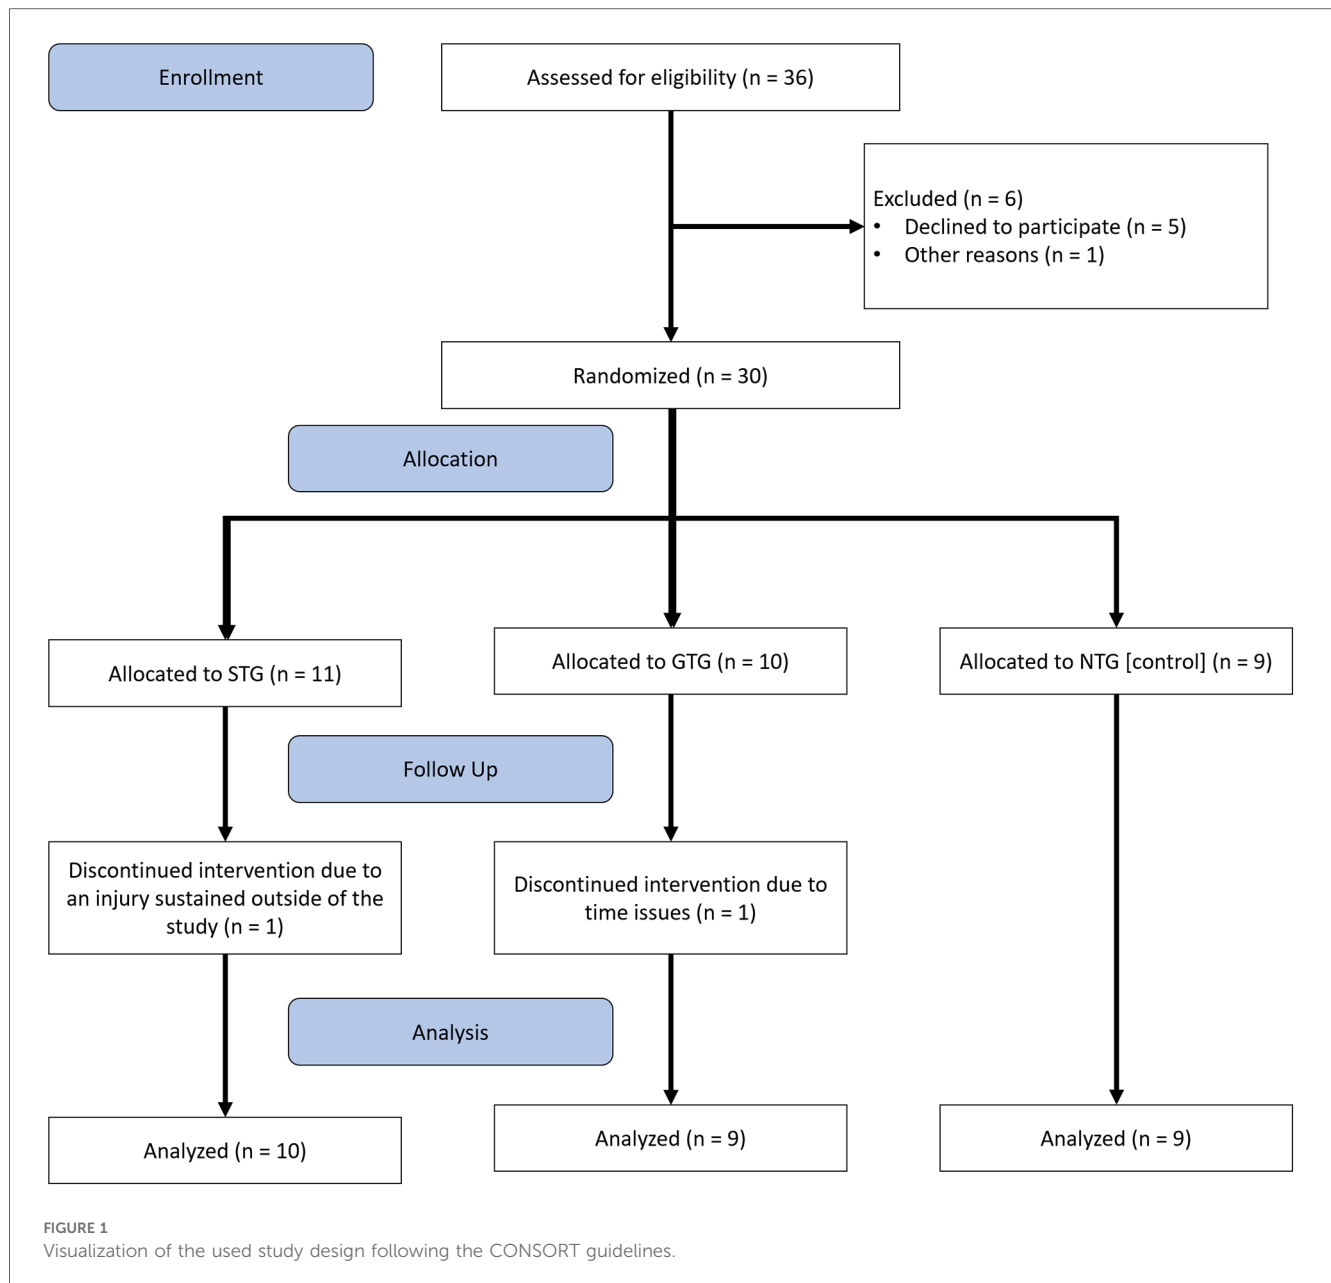 Enrollment
Assessed for eligibility (n = 36)
Excluded (n = 6)
• Declined to participate (n = 5)
• Other reasons (n = 1)
Randomized (n = 30)
Allocation
Allocated to STG (n = 11)
Allocated to GTG (n = 10)
Allocated to NTG [control] (n = 9)
Follow Up
Discontinued intervention due to
an injury sustained outside of the
study (n = 1)
Discontinued intervention due to
time issues (n = 1)
Analysis
Analyzed (n = 10)
Analyzed (n = 9)
Analyzed (n = 9)
FIGURE 1
Visualization of the used study design following the CONSORT guidelines.